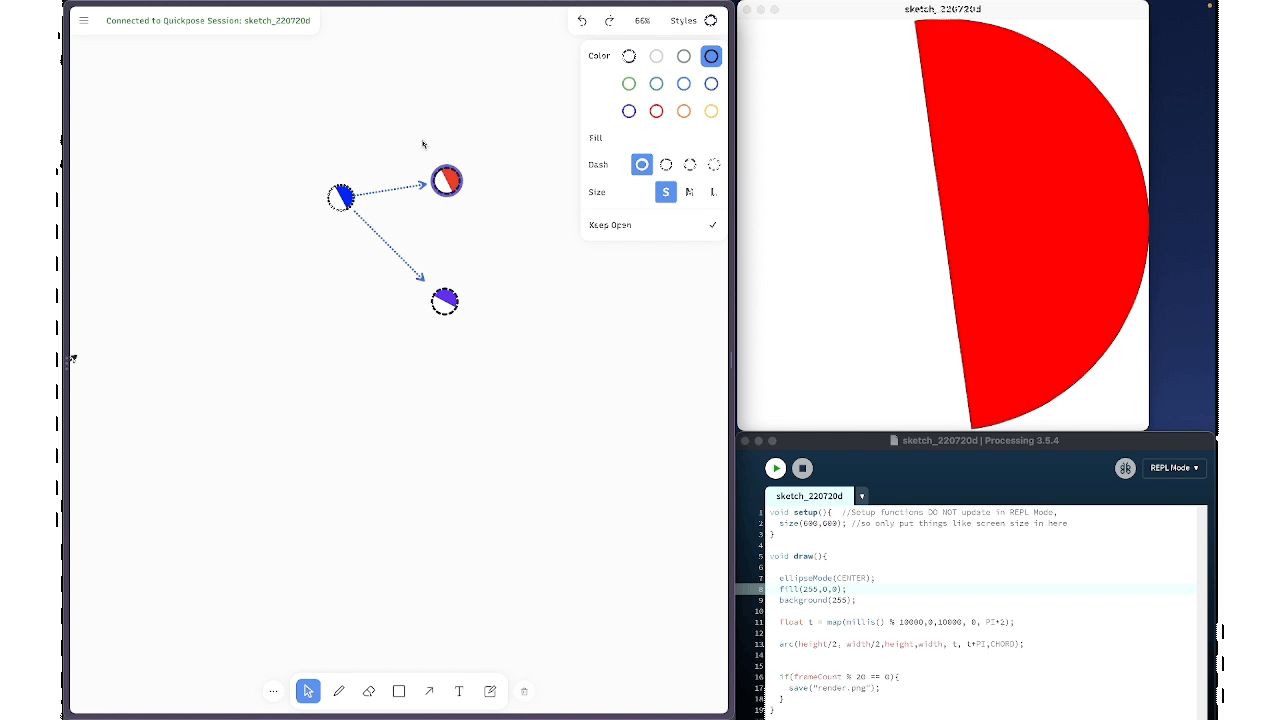 Connected to Quickpose Session: sketch_220720d
66%
Styles
Color
Fill
Dash
Size
S
M
L
Keep Open
T
sketch_220720d
sketch_220720d | Processing 3.5.4
REPL Mode ▾
sketch_220720d
1 void setup(){ //Setup functions DO NOT update in REPL Mode,
2 size(600,600); //so only put things like screen size in here
3 }
4
5 void draw(){
6
7 ellipseMode(CENTER);
8 fill(255,0,0);
9 background(255);
10
11 float t = map(millis() % 10000,0,10000, 0, PI*2);
12
13 arc(height/2, width/2,height,width, t, t+PI,CHORD);
14
15
16 if(frameCount % 20 == 0){
17 save("render.png");
18 }
19 }